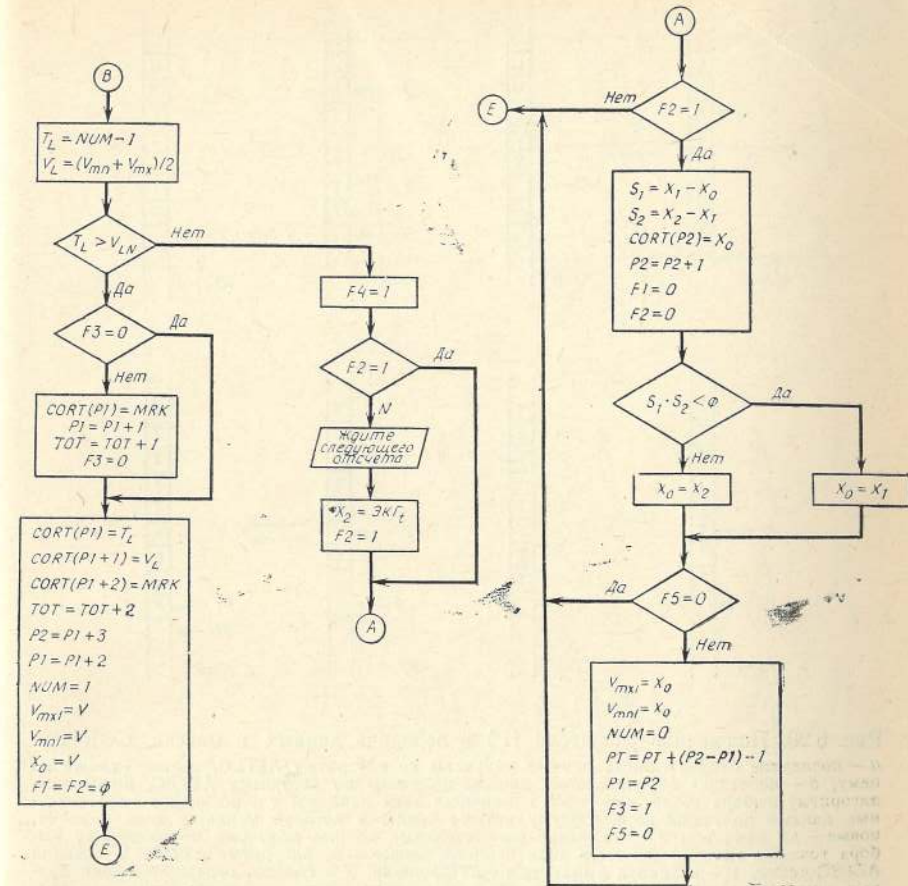 B
T_L = NUM-1
V_L = (V_mn + V_mx)/2
T_L > V_LN
Нет
Да
F3=0
Да
Нет
CORT(P1) = MRK
P1 = P1+1
TOT = TOT+1
F3=0
CORT(P1) = T_L
CORT(P1+1) = V_L
CORT(P1+2) = MRK
TOT = TOT+2
P2 = P1+3
P1 = P1+2
NUM = 1
V_mx1 = V
V_mn1 = V
X_0 = V
F1 = F2 = Ф
E
F4=1
F2=1
Да
N
Ждите
следующего
отсчета
X_2 = ЭКГ_t
F2=1
A
A
E
Нет
F2=1
Да
S_1 = X_1 - X_0
S_2 = X_2 - X_1
CORT(P2) = X_0
P2 = P2+1
F1=0
F2=0
S_1·S_2 < Ф
Да
Нет
X_0 = X_2
X_0 = X_1
Да
F5=0
Нет
V_mx1 = X_0
V_mn1 = X_0
NUM=0
PT = PT + (P2-P1) - 1
P1 = P2
F3 = 1
F5 = 0